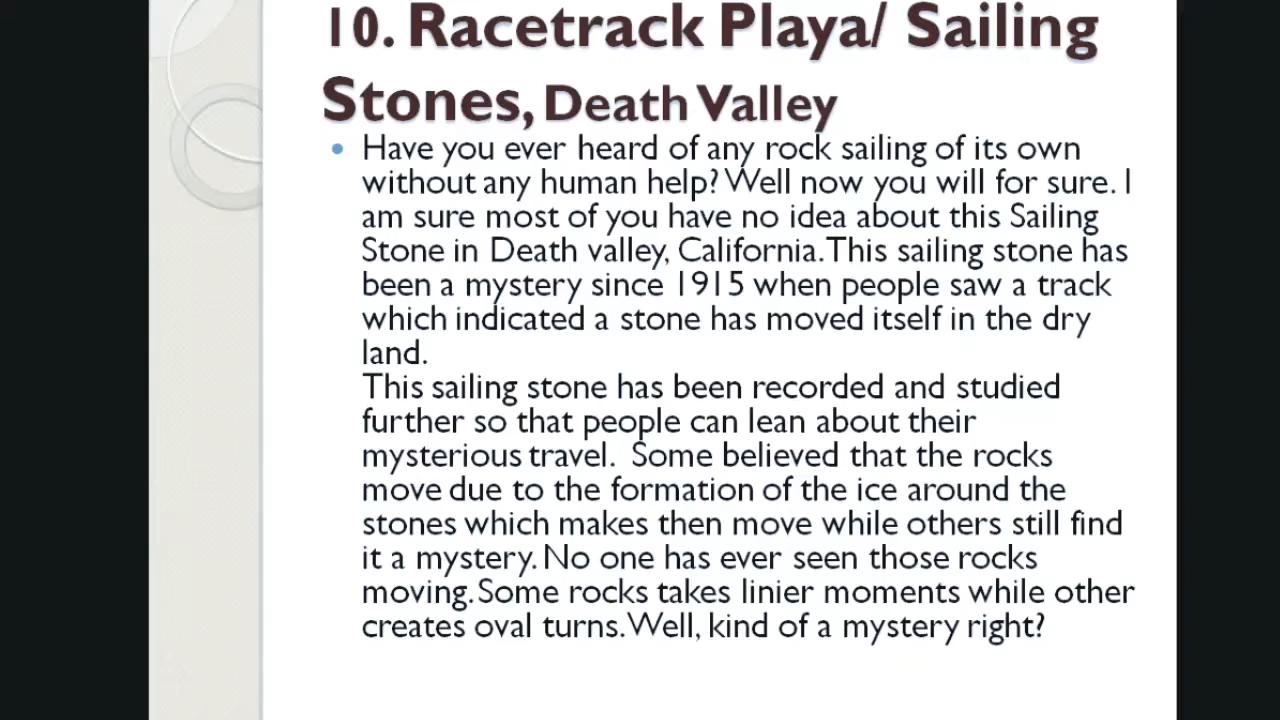 10. Racetrack Playa/ Sailing
Stones, Death Valley
• Have you ever heard of any rock sailing of its own
without any human help? Well now you will for sure. I
am sure most of you have no idea about this Sailing
Stone in Death valley, California. This sailing stone has
been a mystery since 1915 when people saw a track
which indicated a stone has moved itself in the dry
land.
This sailing stone has been recorded and studied
further so that people can lean about their
mysterious travel. Some believed that the rocks
move due to the formation of the ice around the
stones which makes then move while others still find
it a mystery. No one has ever seen those rocks
moving. Some rocks takes linier moments while other
creates oval turns. Well, kind of a mystery right?